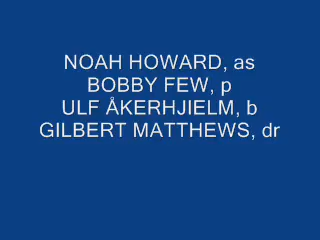 NOAH HOWARD, as
BOBBY FEW, p
ULF ÅKERHJIELM, b
GILBERT MATTHEWS, dr